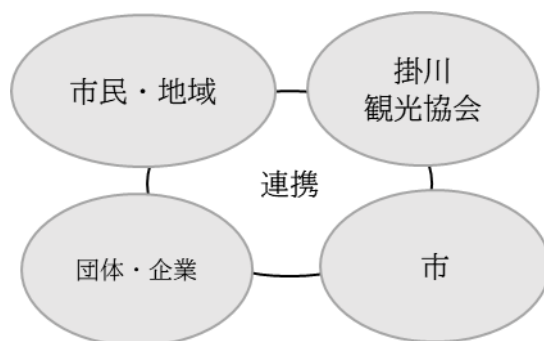 市民・地域
掛川
観光協会
連携
団体・企業
市